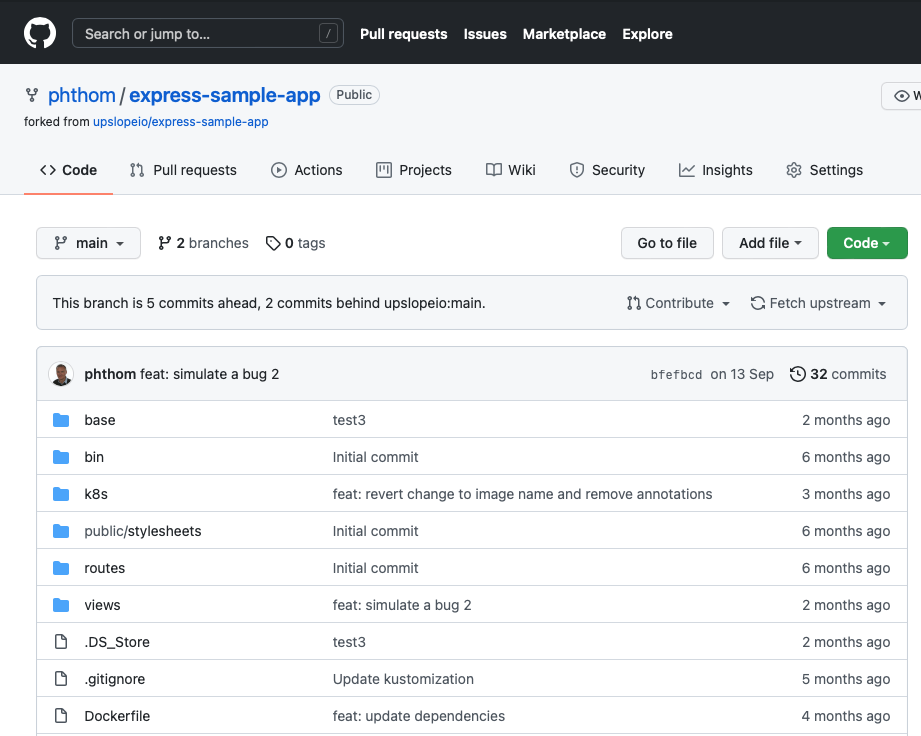 Search or jump to... / Pull requests Issues Marketplace Explore
phthom / express-sample-app Public
forked from upslopeio/express-sample-app
Code Pull requests Actions Projects Wiki Security Insights Settings
main 2 branches 0 tags Go to file Add file Code
This branch is 5 commits ahead, 2 commits behind upslopeio:main. Contribute Fetch upstream
phthom feat: simulate a bug 2 bfefbcd on 13 Sep 32 commits
base test3 2 months ago
bin Initial commit 6 months ago
k8s feat: revert change to image name and remove annotations 3 months ago
public/stylesheets Initial commit 6 months ago
routes Initial commit 6 months ago
views feat: simulate a bug 2 2 months ago
.DS_Store test3 2 months ago
.gitignore Update kustomization 5 months ago
Dockerfile feat: update dependencies 4 months ago